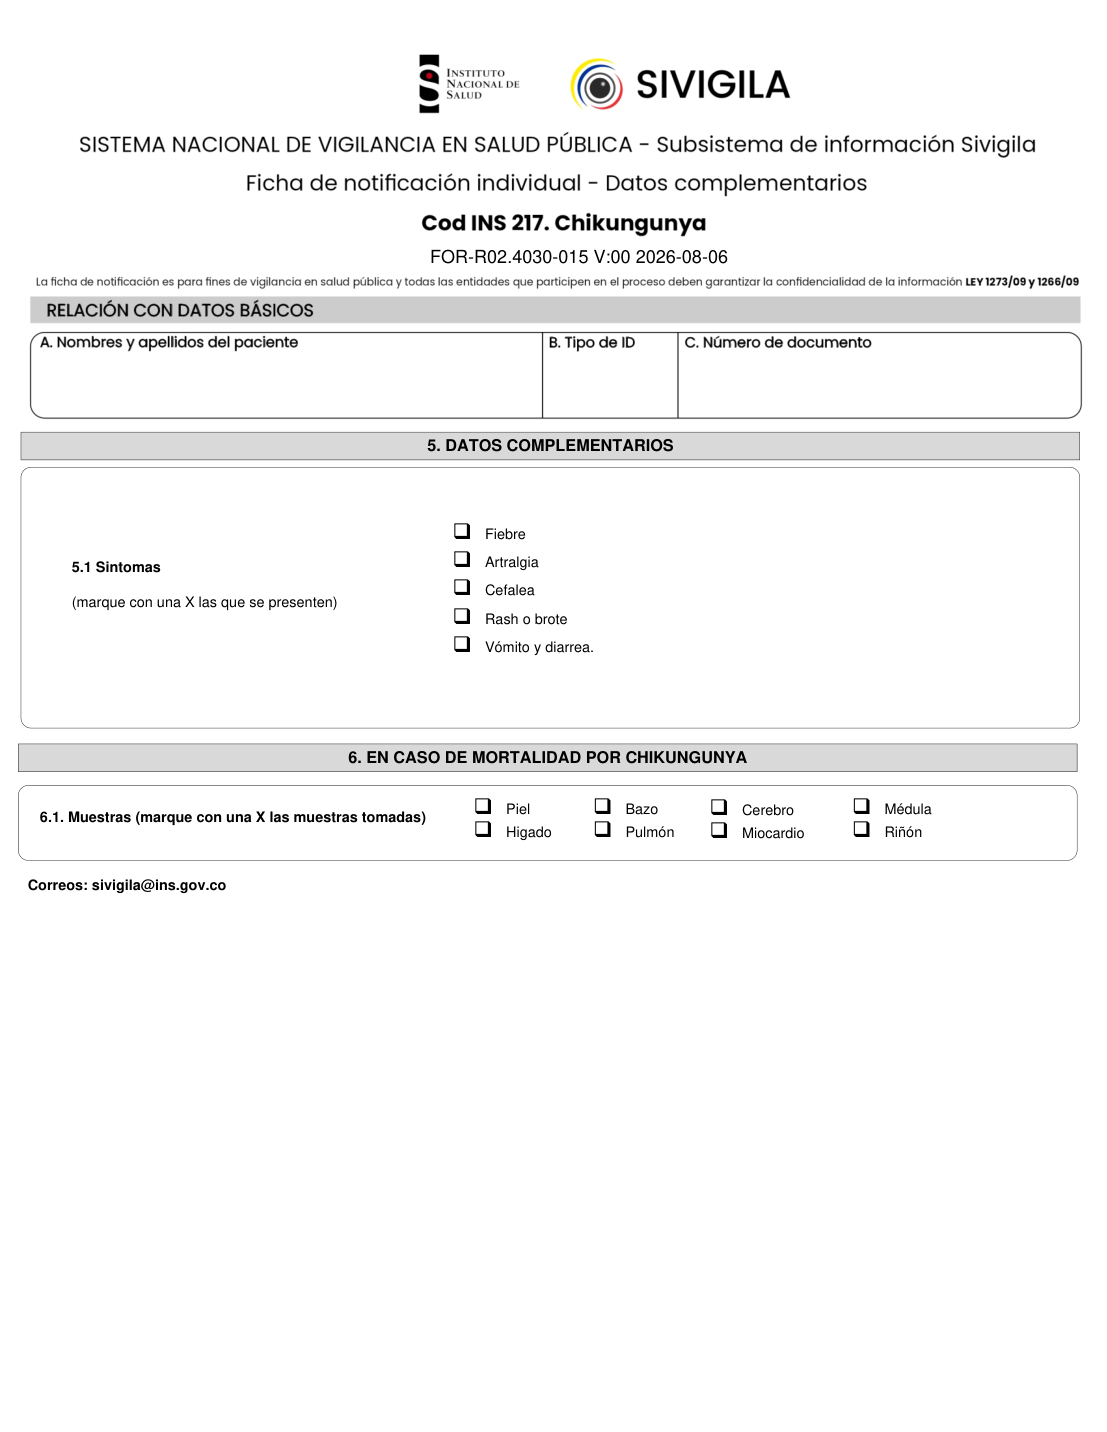 INSTITUTO
NACIONAL DE
SALUD
SIVIGILA
SISTEMA NACIONAL DE VIGILANCIA EN SALUD PÚBLICA - Subsistema de información Sivigila
Ficha de notificación individual - Datos complementarios
Cod INS 217. Chikungunya
FOR-R02.4030-015 V:00 2026-08-06
La ficha de notificación es para fines de vigilancia en salud pública y todas las entidades que participen en el proceso deben garantizar la confidencialidad de la información LEY 1273/09 y 1266/09
RELACIÓN CON DATOS BÁSICOS
A. Nombres y apellidos del paciente B. Tipo de ID C. Número de documento
5. DATOS COMPLEMENTARIOS
5.1 Sintomas
(marque con una X las que se presenten)
❑ Fiebre
❑ Artralgia
❑ Cefalea
❑ Rash o brote
❑ Vómito y diarrea.
6. EN CASO DE MORTALIDAD POR CHIKUNGUNYA
6.1. Muestras (marque con una X las muestras tomadas)
❑ Piel ❑ Bazo ❑ Cerebro ❑ Médula
❑ Higado ❑ Pulmón ❑ Miocardio ❑ Riñón
Correos: sivigila@ins.gov.co